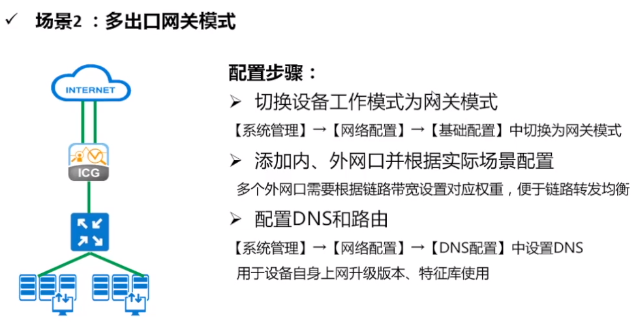 ✓ 场景2 ：多出口网关模式
INTERNET
ICG
配置步骤：
➢ 切换设备工作模式为网关模式
【系统管理】→【网络配置】→【基础配置】中切换为网关模式
➢ 添加内、外网口并根据实际场景配置
多个外网口需要根据链路带宽设置对应权重，便于链路转发均衡
➢ 配置DNS和路由
【系统管理】→【网络配置】→【DNS配置】中设置DNS
用于设备自身上网升级版本、特征库使用